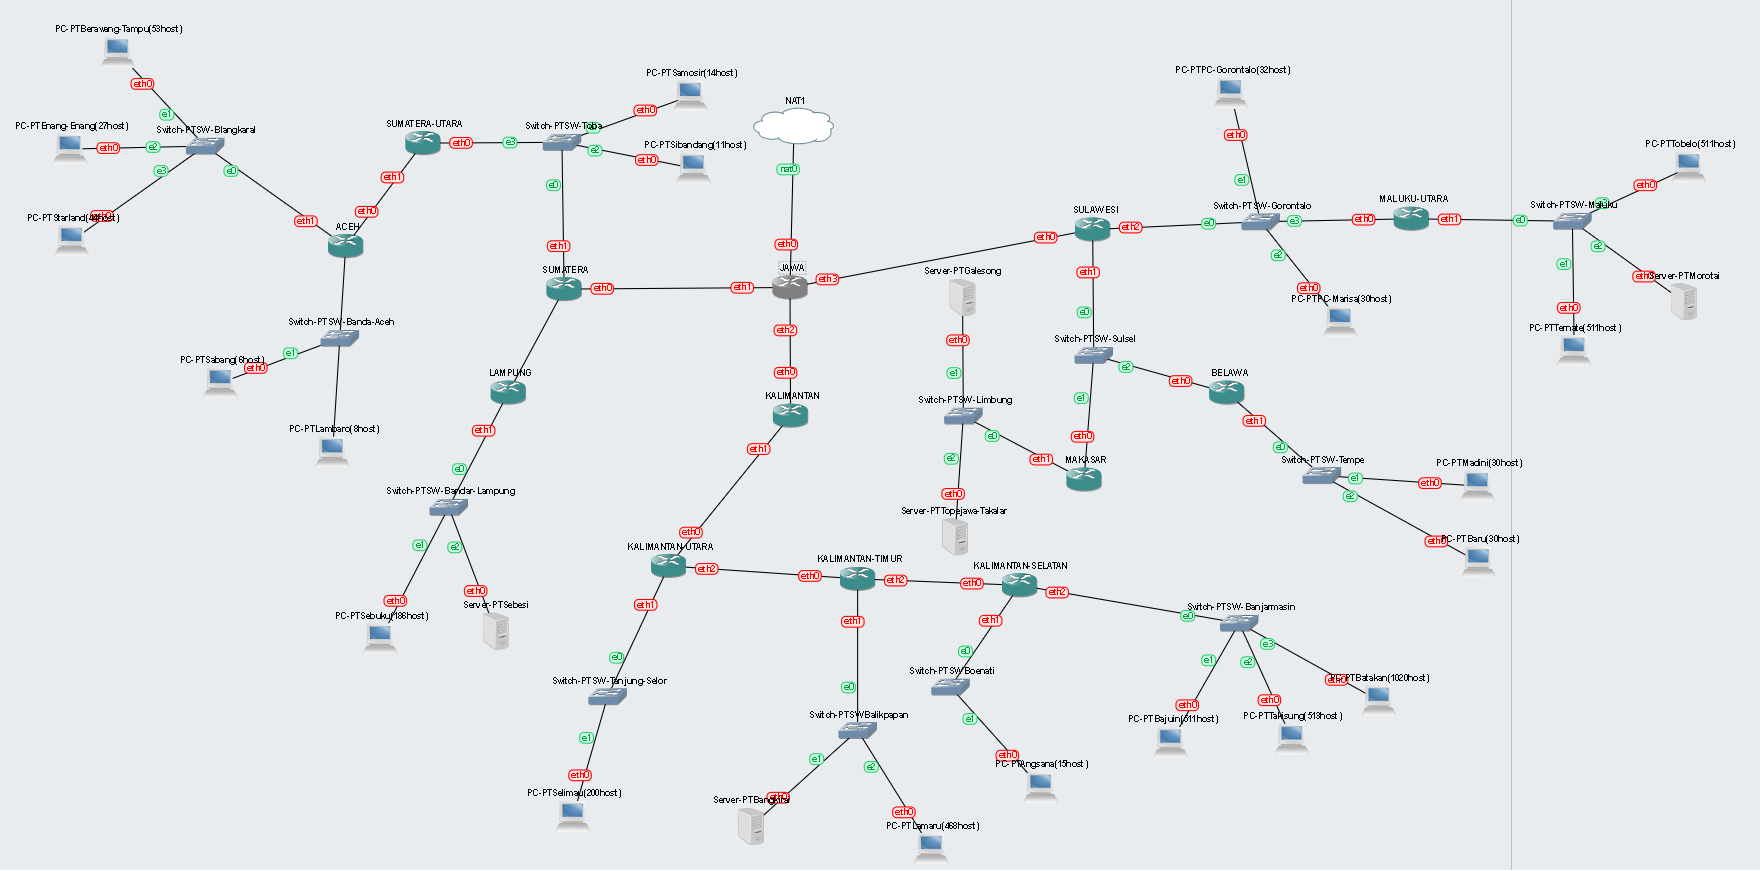 PC-PTBerawang-Tampu(53host)
eth0
e1
PC-PTEnang-Enang(27host)
eth0
e2
Switch-PTSW-Blangkaral
e3
e0
PC-PTStarland(44host)
eth0
eth1
ACEH
eth0
eth1
SUMATERA-UTARA
eth0
e3
Switch-PTSW-Toba
e2
e0
PC-PTSamosir(14host)
eth0
PC-PTSibandang(11host)
eth0
NAT1
nat0
eth0
JAWA
eth1
eth3
eth2
eth1
SUMATERA
eth0
Switch-PTSW-Banda-Aceh
PC-PTSabang(6host)
eth0
e1
PC-PTLambaro(8host)
LAMPUNG
eth1
e0
Switch-PTSW-Bandar-Lampung
e1
e2
eth0
eth0
PC-PTSebuku(186host)
Server-PTSebesi
eth0
KALIMANTAN
eth1
eth0
KALIMANTAN-UTARA
eth2
eth1
e0
Switch-PTSW-Tanjung-Selor
e1
eth0
PC-PTSelimau(200host)
KALIMANTAN-TIMUR
eth0
eth2
eth1
e0
Switch-PTSWBalikpapan
e1
e2
eth0
Server-PTBangkirai
eth0
PC-PTLamaru(468host)
KALIMANTAN-SELATAN
eth0
eth2
eth1
e0
Switch-PTSWBoenati
e1
eth0
PC-PTAngsana(15host)
Switch-PTSW-Banjarmasin
e0
e1
e2
e3
eth0
PC-PTBajuin(511host)
eth0
PC-PTTakisung(513host)
eth0
PC-PTBatakan(1020host)
SULAWESI
eth0
eth2
eth1
e0
Switch-PTSW-Sulsel
e2
e1
eth0
MAKASAR
eth1
Server-PTGalesong
eth0
e1
Switch-PTSW-Limbung
e0
e2
eth0
Server-PTTopejawa-Takalar
eth0
BELAWA
eth1
e0
Switch-PTSW-Tempe
e1
e2
eth0
PC-PTMadini(30host)
eth0
PC-PTBaru(30host)
PC-PTPC-Gorontalo(32host)
eth0
e1
Switch-PTSW-Gorontalo
e0
e3
e2
eth0
PC-PTPC-Marisa(30host)
MALUKU-UTARA
eth0
eth1
e0
Switch-PTSW-Maluku
e1
e2
PC-PTTobelo(511host)
eth0
eth0
Server-PTMorotai
eth0
PC-PTTernate(511host)